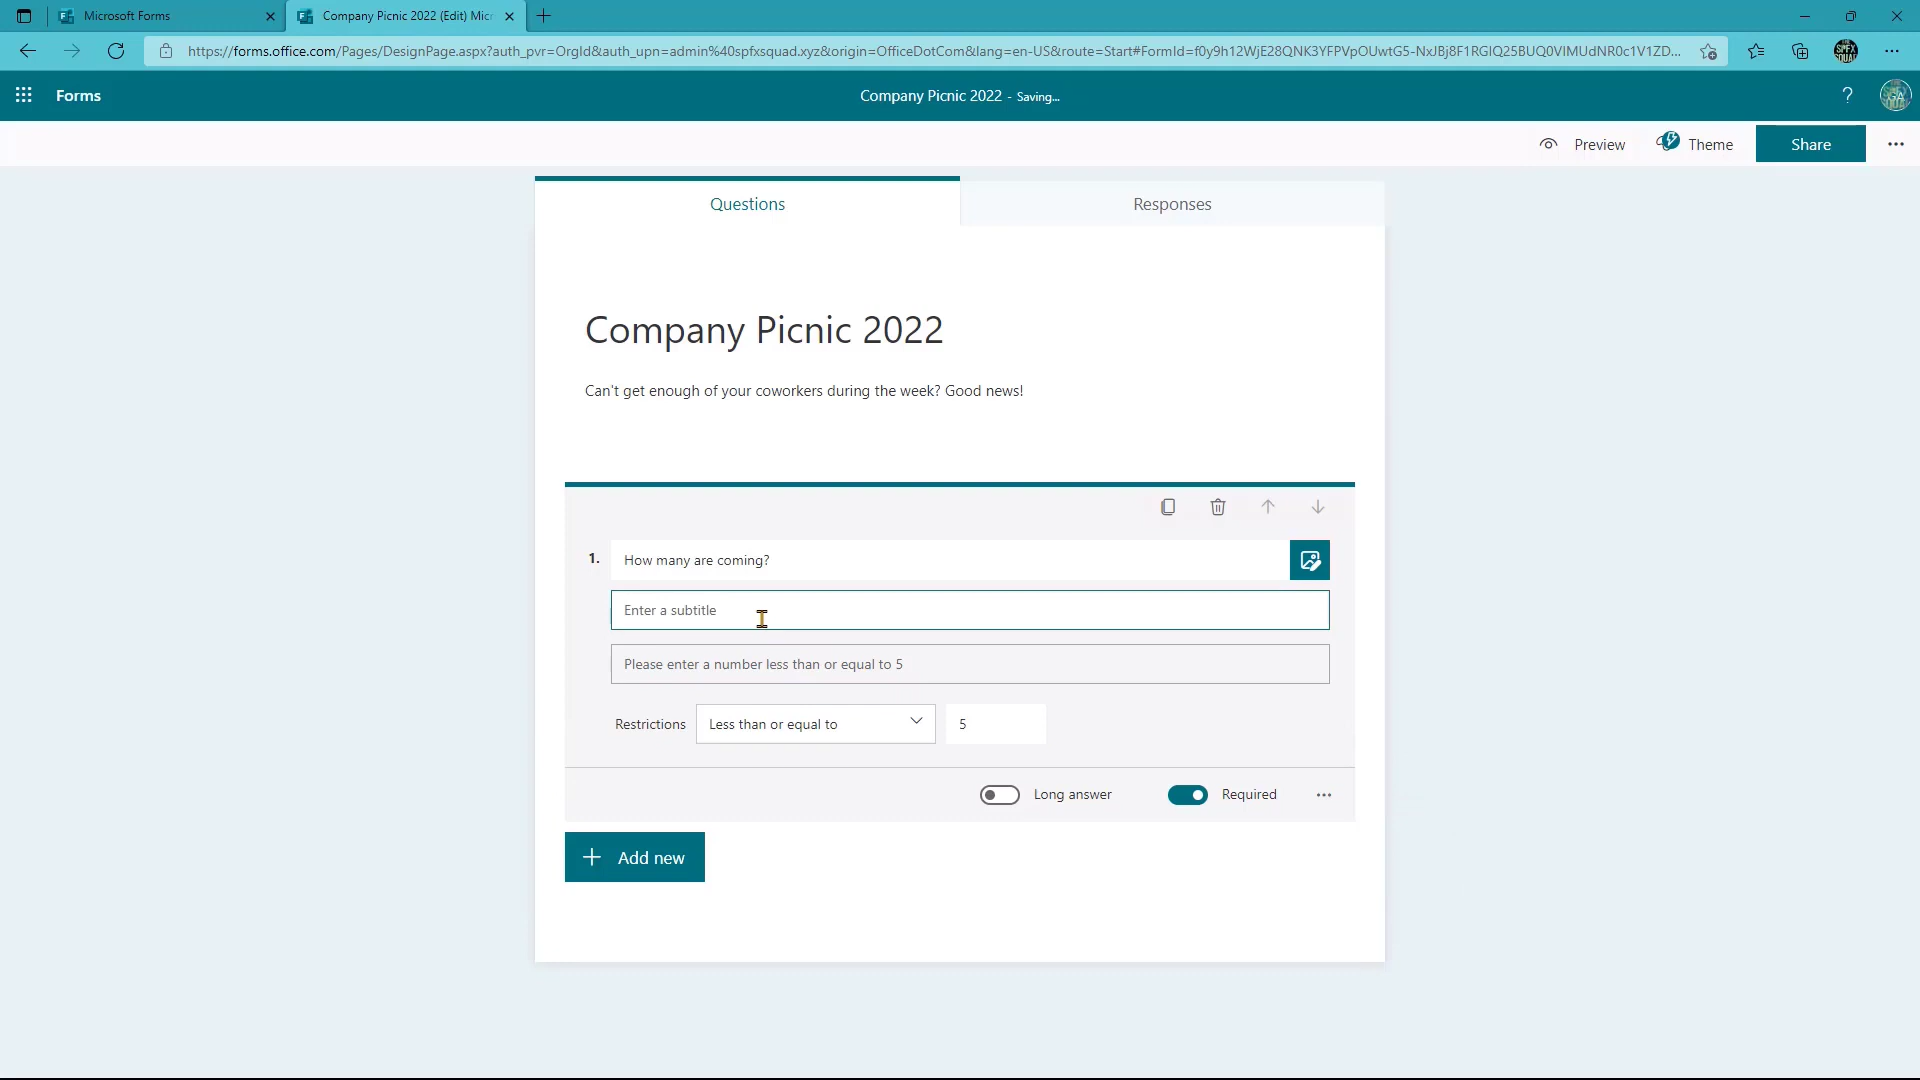 Microsoft Forms
Company Picnic 2022 (Edit) Micr
https://forms.office.com/Pages/DesignPage.aspx?auth_pvr=OrgId&auth_upn=admin%40spfxsquad.xyz&origin=OfficeDotCom&lang=en-US&route=Start#FormId=f0y9h12WjE28QNK3YFPVpOUwtG5-NxJBj8F1RGlQ25BUQ0VIMUdNR0c1V1ZD...
Forms
Company Picnic 2022 - Saving...
?
Preview
Theme
Share
Questions
Responses
Company Picnic 2022
Can't get enough of your coworkers during the week? Good news!
1. How many are coming?
Enter a subtitle
Please enter a number less than or equal to 5
Restrictions Less than or equal to 5
Long answer
Required
Add new